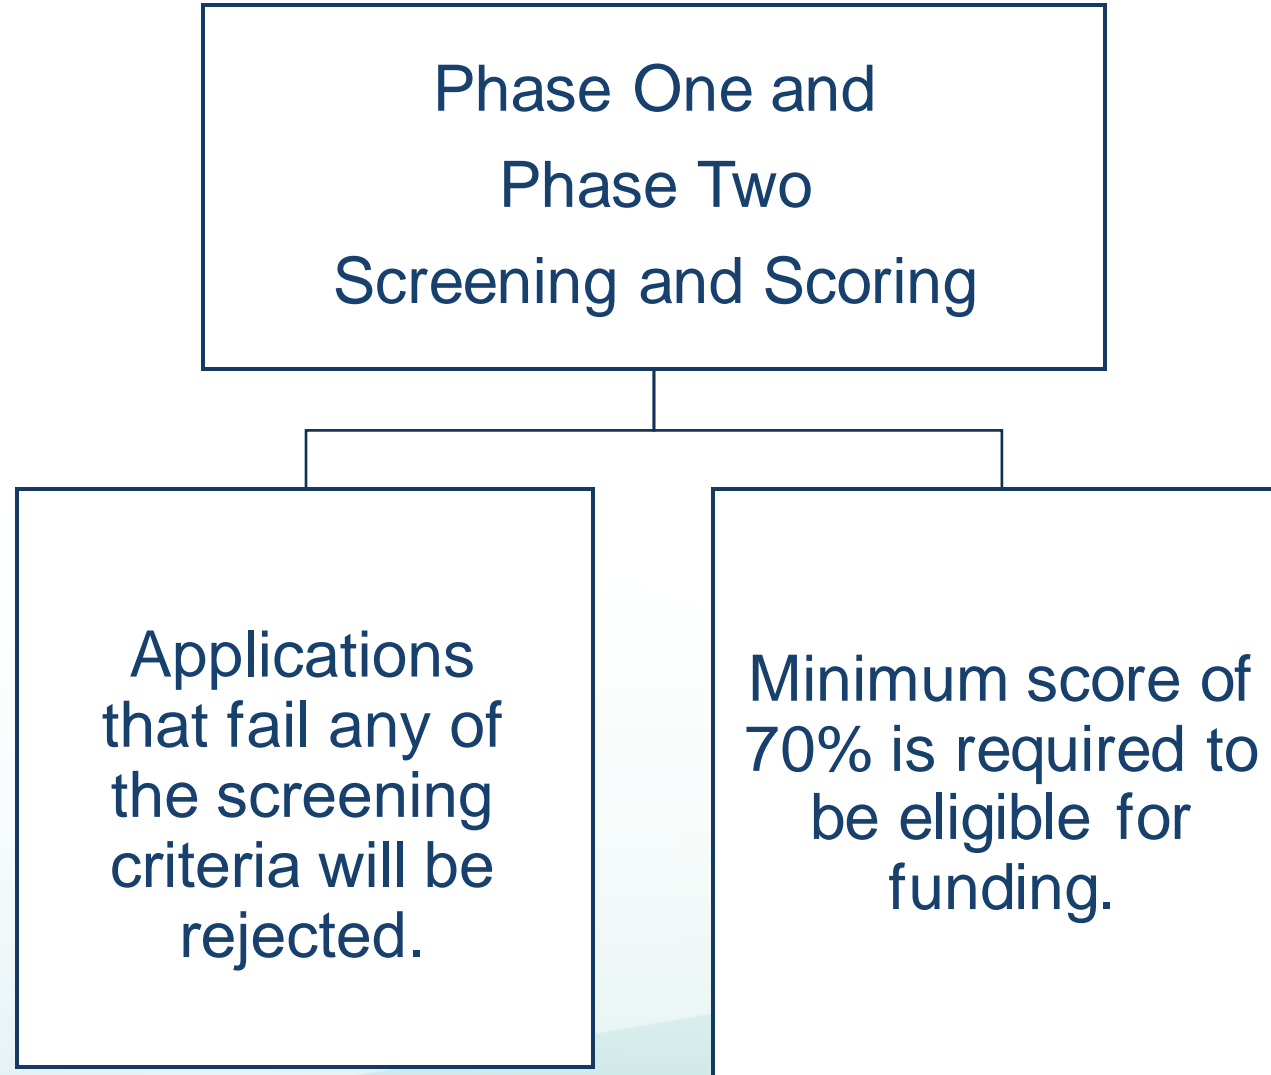 Phase One and
Phase Two
Screening and Scoring
Applications
that fail any of
the screening
criteria will be
rejected.
Minimum score of
70% is required to
be eligible for
funding.